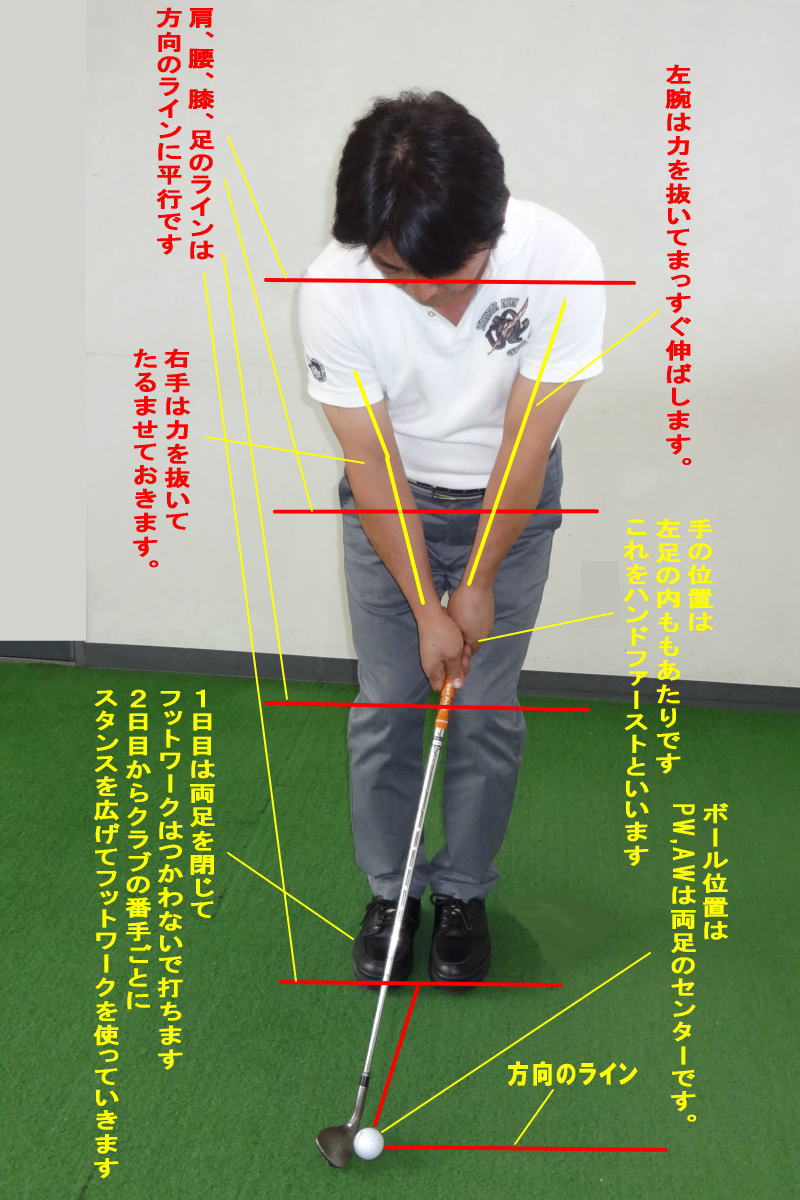 肩、腰、膝、足のラインは
方向のラインに平行です
左腕は力を抜いてまっすぐ伸ばします。
右手は力を抜いて
たるませておきます。
手の位置は
左足の内ももあたりです
これをハンドファーストといいます
1日目は両足を閉じて
フットワークはつかわないで打ちます
2日目からクラブの番手ごとに
スタンスを広げてフットワークを使っていきます
ボール位置は
PW,AWは両足のセンターです。
方向のライン